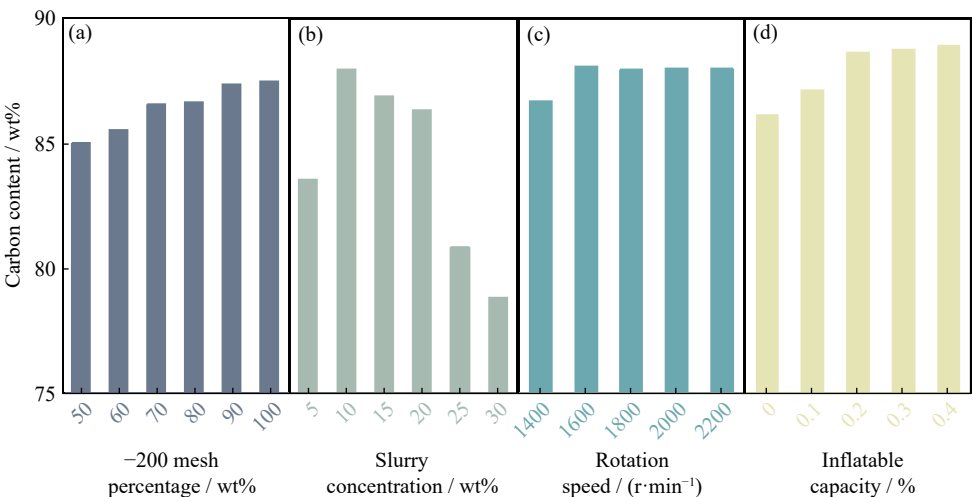 Carbon content / wt%
90
85
80
75
(a)
50 60 70 80 90 100
−200 mesh
percentage / wt%
(b)
5 10 15 20 25 30
Slurry
concentration / wt%
(c)
1400 1600 1800 2000 2200
Rotation
speed / (r·min⁻¹)
(d)
0 0.1 0.2 0.3 0.4
Inflatable
capacity / %